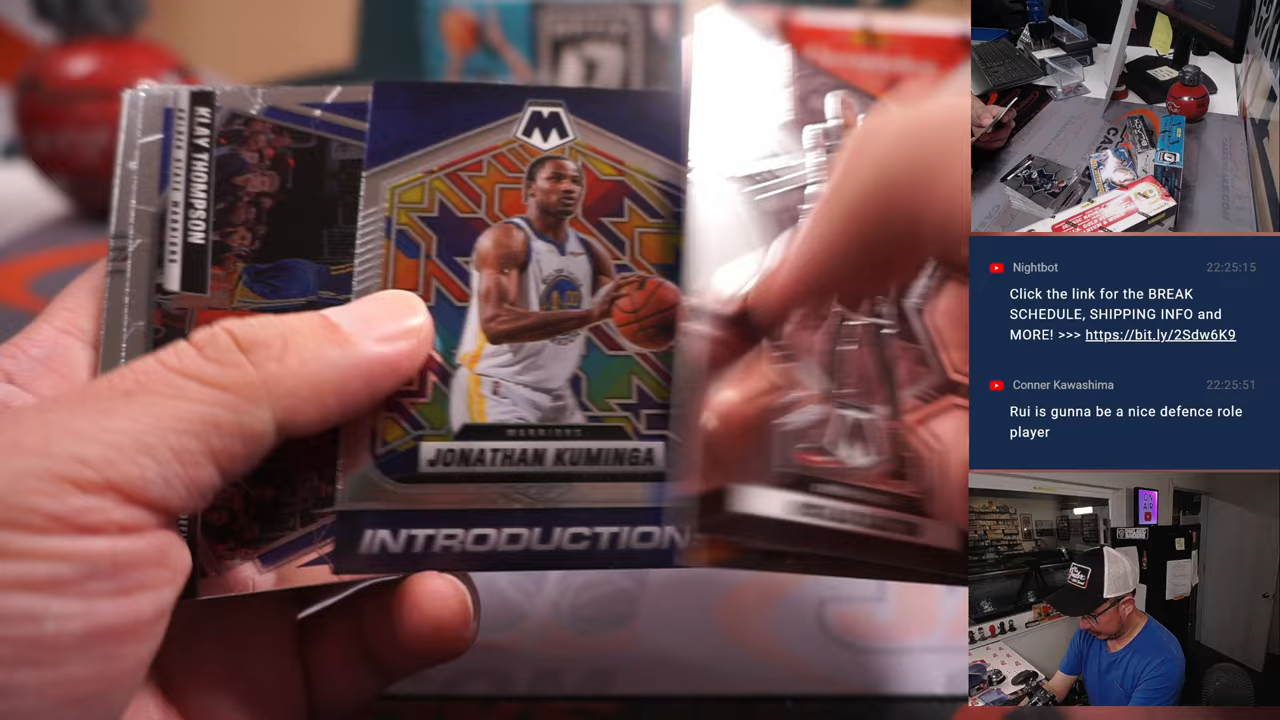 KLAY THOMPSON
M
WARRIORS
JONATHAN KUMINGA
INTRODUCTION
Nightbot
22:25:15
Click the link for the BREAK
SCHEDULE, SHIPPING INFO and
MORE! >>> https://bit.ly/2Sdw6K9
Conner Kawashima
22:25:51
Rui is gunna be a nice defence role
player
ON
AIR